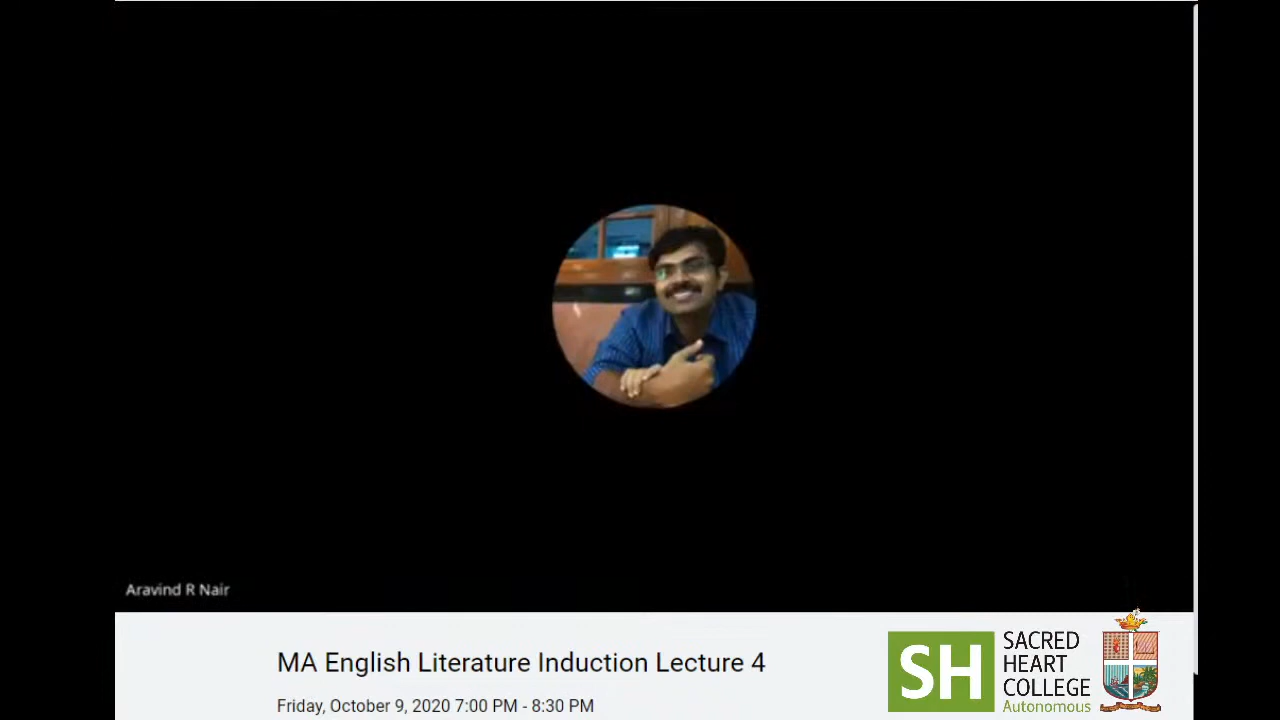 Aravind R Nair
MA English Literature Induction Lecture 4
Friday, October 9, 2020 7:00 PM - 8:30 PM
SH
SACRED
HEART
COLLEGE
Autonomous